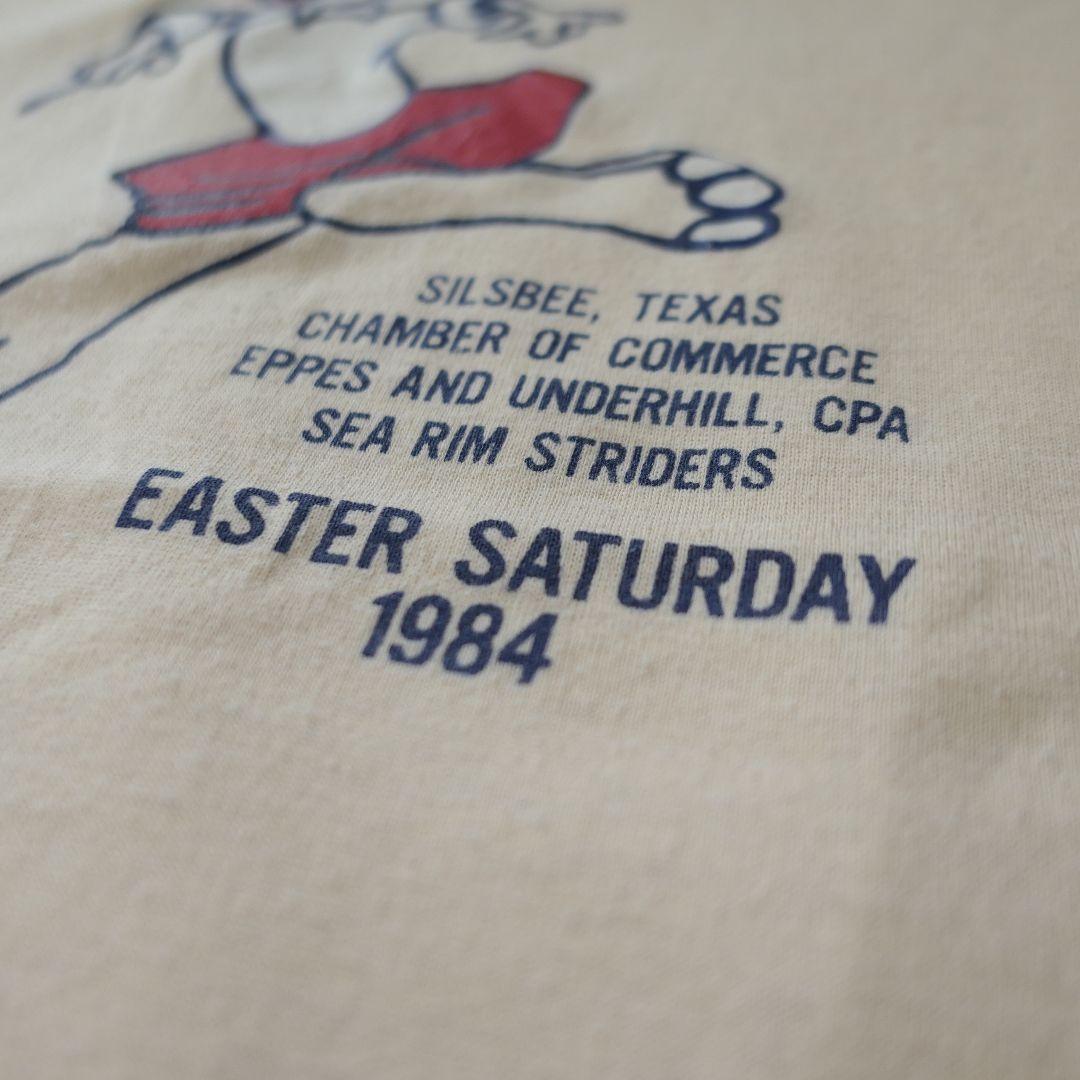 SILSBEE, TEXAS
CHAMBER OF COMMERCE
EPPES AND UNDERHILL, CPA
SEA RIM STRIDERS
EASTER SATURDAY
1984